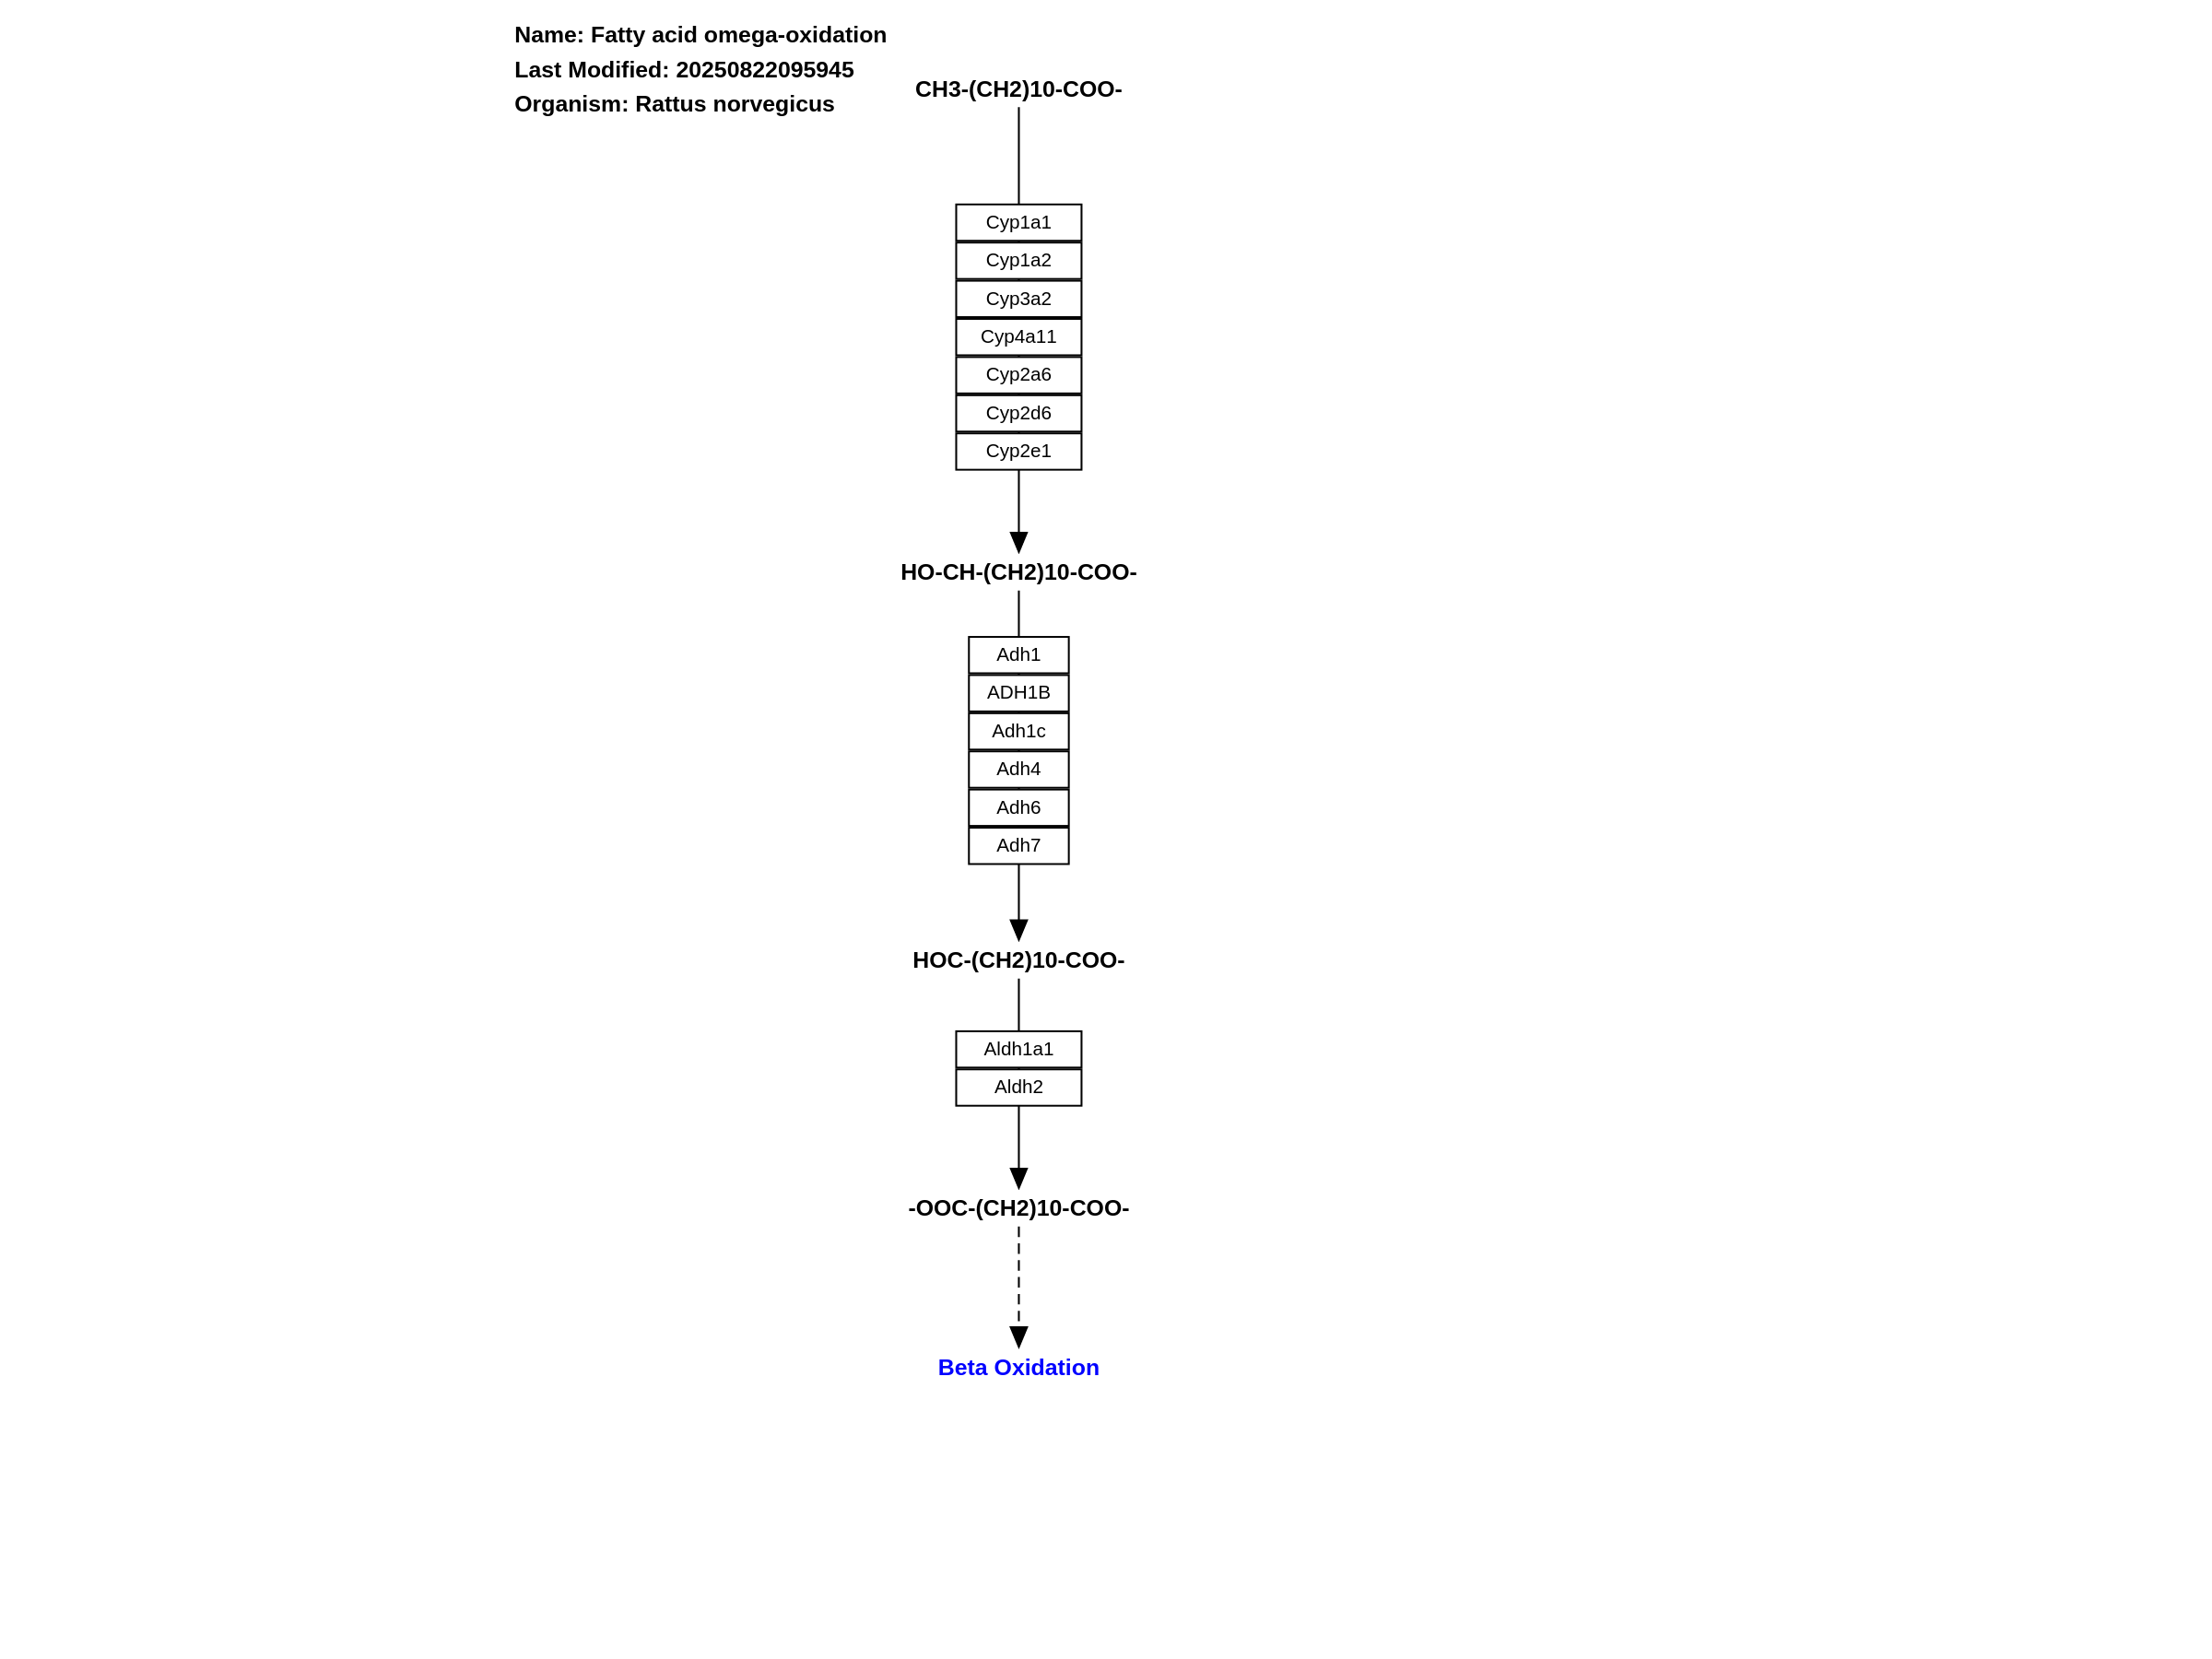 Name: Fatty acid omega-oxidation
Last Modified: 20250822095945
Organism: Rattus norvegicus
CH3-(CH2)10-COO-
Cyp1a1
Cyp1a2
Cyp3a2
Cyp4a11
Cyp2a6
Cyp2d6
Cyp2e1
HO-CH-(CH2)10-COO-
Adh1
ADH1B
Adh1c
Adh4
Adh6
Adh7
HOC-(CH2)10-COO-
Aldh1a1
Aldh2
-OOC-(CH2)10-COO-
Beta Oxidation